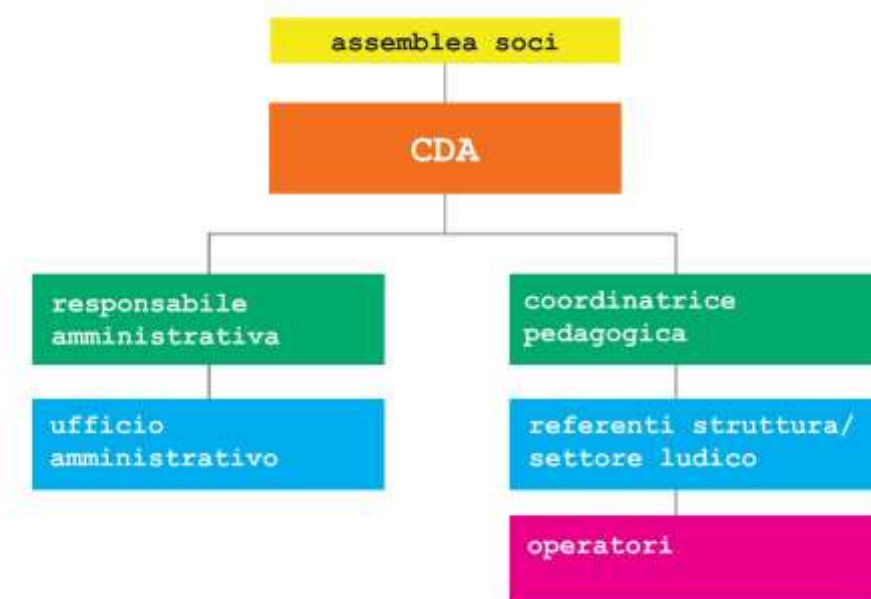 assemblea soci
CDA
responsabile
amministrativa
coordinatrice
pedagogica
ufficio
amministrativo
referenti struttura/
settore ludico
operatori